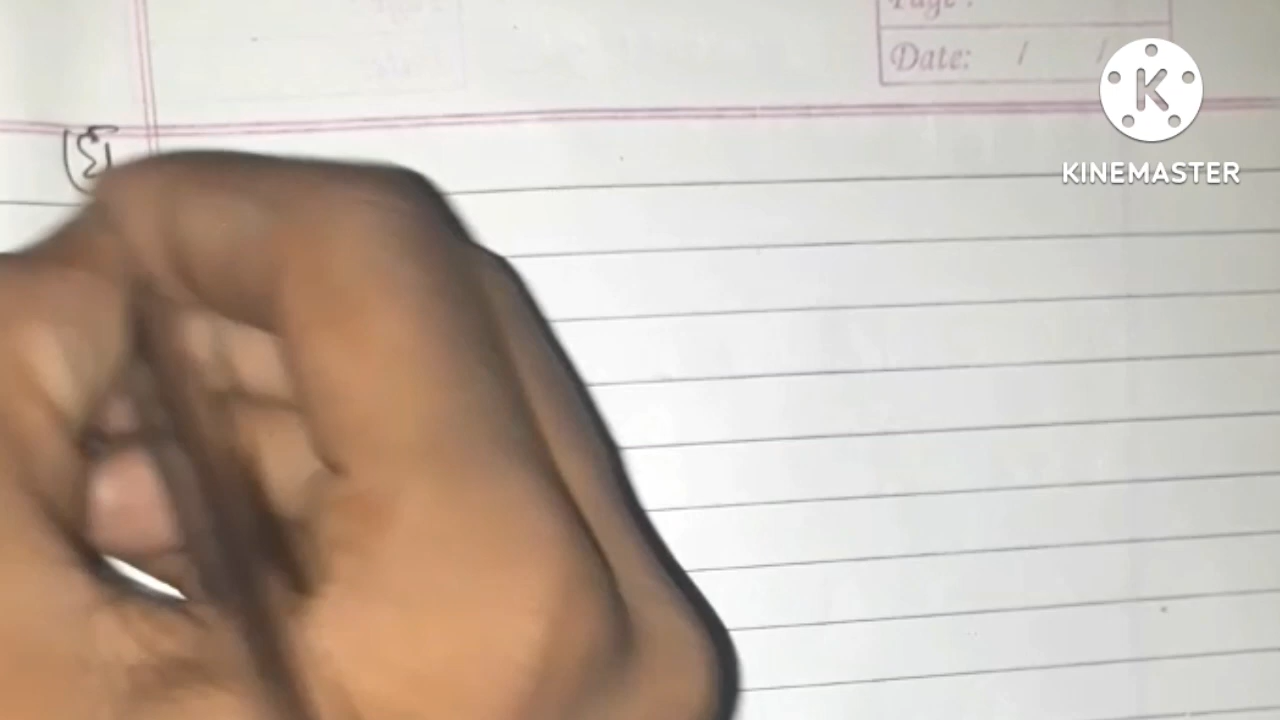 Page :
Date: / /
K
KINEMASTER